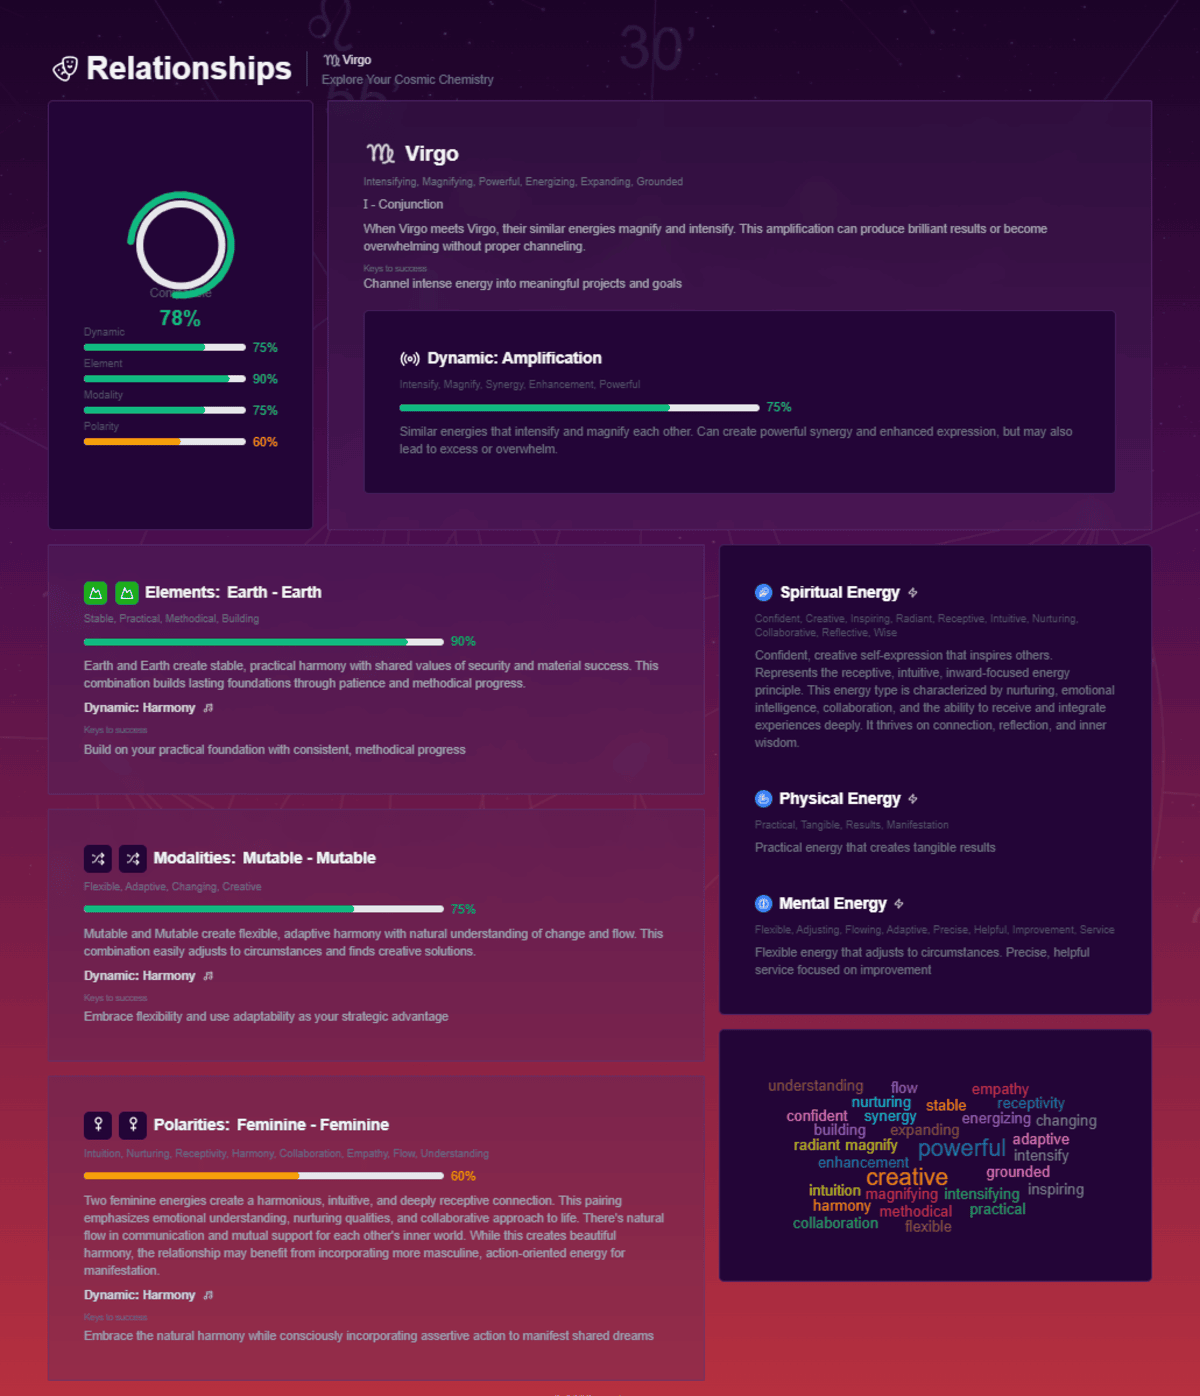 30'
Relationships
Virgo
Explore Your Cosmic Chemistry
Compatible
78%
Dynamic
75%
Element
90%
Modality
75%
Polarity
60%
Virgo
Intensifying, Magnifying, Powerful, Energizing, Expanding, Grounded
I - Conjunction
When Virgo meets Virgo, their similar energies magnify and intensify. This amplification can produce brilliant results or become
overwhelming without proper channeling.
Keys to success
Channel intense energy into meaningful projects and goals
Dynamic: Amplification
Intensify, Magnify, Synergy, Enhancement, Powerful
75%
Similar energies that intensify and magnify each other. Can create powerful synergy and enhanced expression, but may also
lead to excess or overwhelm.
Elements: Earth - Earth
Stable, Practical, Methodical, Building
90%
Earth and Earth create stable, practical harmony with shared values of security and material success. This
combination builds lasting foundations through patience and methodical progress.
Dynamic: Harmony
Keys to success
Build on your practical foundation with consistent, methodical progress
Modalities: Mutable - Mutable
Flexible, Adaptive, Changing, Creative
75%
Mutable and Mutable create flexible, adaptive harmony with natural understanding of change and flow. This
combination easily adjusts to circumstances and finds creative solutions.
Dynamic: Harmony
Keys to success
Embrace flexibility and use adaptability as your strategic advantage
Polarities: Feminine - Feminine
Intuition, Nurturing, Receptivity, Harmony, Collaboration, Empathy, Flow, Understanding
60%
Two feminine energies create a harmonious, intuitive, and deeply receptive connection. This pairing
emphasizes emotional understanding, nurturing qualities, and collaborative approach to life. There's natural
flow in communication and mutual support for each other's inner world. While this creates beautiful
harmony, the relationship may benefit from incorporating more masculine, action-oriented energy for
manifestation.
Dynamic: Harmony
Keys to success
Embrace the natural harmony while consciously incorporating assertive action to manifest shared dreams
Spiritual Energy
Confident, Creative, Inspiring, Radiant, Receptive, Intuitive, Nurturing,
Collaborative, Reflective, Wise
Confident, creative self-expression that inspires others.
Represents the receptive, intuitive, inward-focused energy
principle. This energy type is characterized by nurturing, emotional
intelligence, collaboration, and the ability to receive and integrate
experiences deeply. It thrives on connection, reflection, and inner
wisdom.
Physical Energy
Practical, Tangible, Results, Manifestation
Practical energy that creates tangible results
Mental Energy
Flexible, Adjusting, Flowing, Adaptive, Precise, Helpful, Improvement, Service
Flexible energy that adjusts to circumstances. Precise, helpful
service focused on improvement
understanding flow empathy
nurturing stable receptivity
confident synergy energizing changing
building expanding
radiant magnify powerful adaptive
enhancement intensify
creative grounded
intuition magnifying intensifying inspiring
harmony methodical practical
collaboration flexible